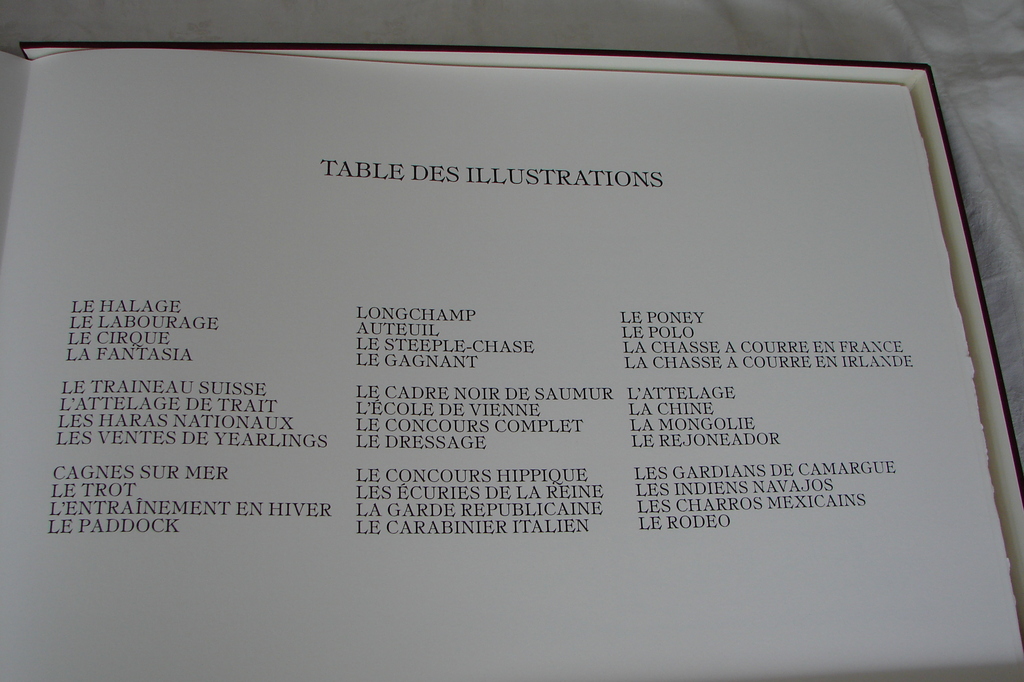 TABLE DES ILLUSTRATIONS
LE HALAGE
LE LABOURAGE
LE CIRQUE
LA FANTASIA
LE TRAINEAU SUISSE
L'ATTELAGE DE TRAIT
LES HARAS NATIONAUX
LES VENTES DE YEARLINGS
CAGNES SUR MER
LE TROT
L'ENTRAÎNEMENT EN HIVER
LE PADDOCK
LONGCHAMP
AUTEUIL
LE STEEPLE-CHASE
LE GAGNANT
LE CADRE NOIR DE SAUMUR
L'ÉCOLE DE VIENNE
LE CONCOURS COMPLET
LE DRESSAGE
LE CONCOURS HIPPIQUE
LES ÉCURIES DE LA REINE
LA GARDE REPUBLICAINE
LE CARABINIER ITALIEN
LE PONEY
LE POLO
LA CHASSE A COURRE EN FRANCE
LA CHASSE A COURRE EN IRLANDE
L'ATTELAGE
LA CHINE
LA MONGOLIE
LE REJONEADOR
LES GARDIANS DE CAMARGUE
LES INDIENS NAVAJOS
LES CHARROS MEXICAINS
LE RODEO